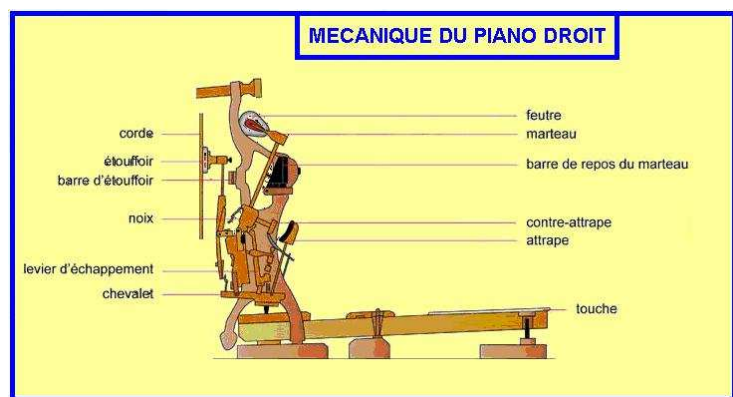 MECANIQUE DU PIANO DROIT
corde
étouffoir
barre d'étouffoir
noix
levier d'échappement
chevalet
feutre
marteau
barre de repos du marteau
contre-attrape
attrape
touche